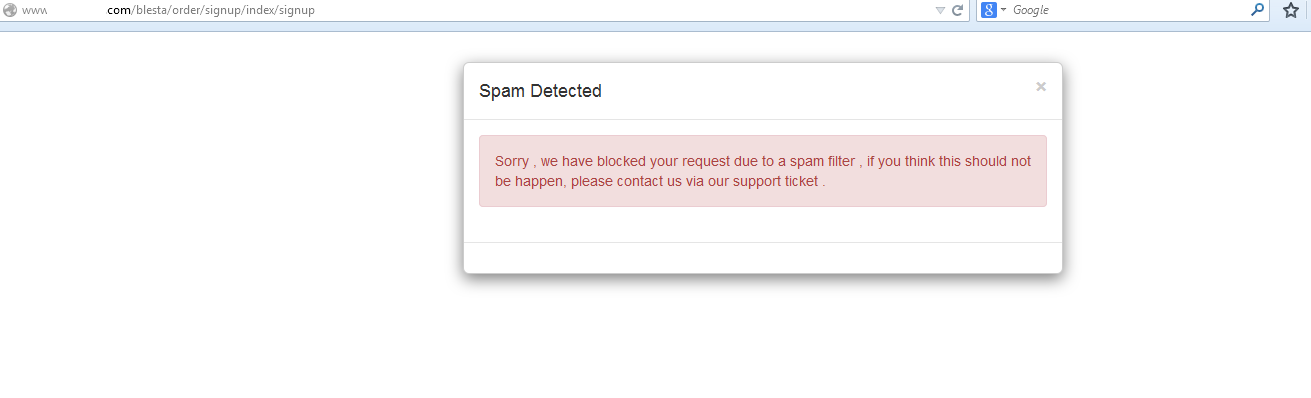 www .com/blesta/order/signup/index/signup
Google
Spam Detected
×
Sorry , we have blocked your request due to a spam filter , if you think this should not
be happen, please contact us via our support ticket .